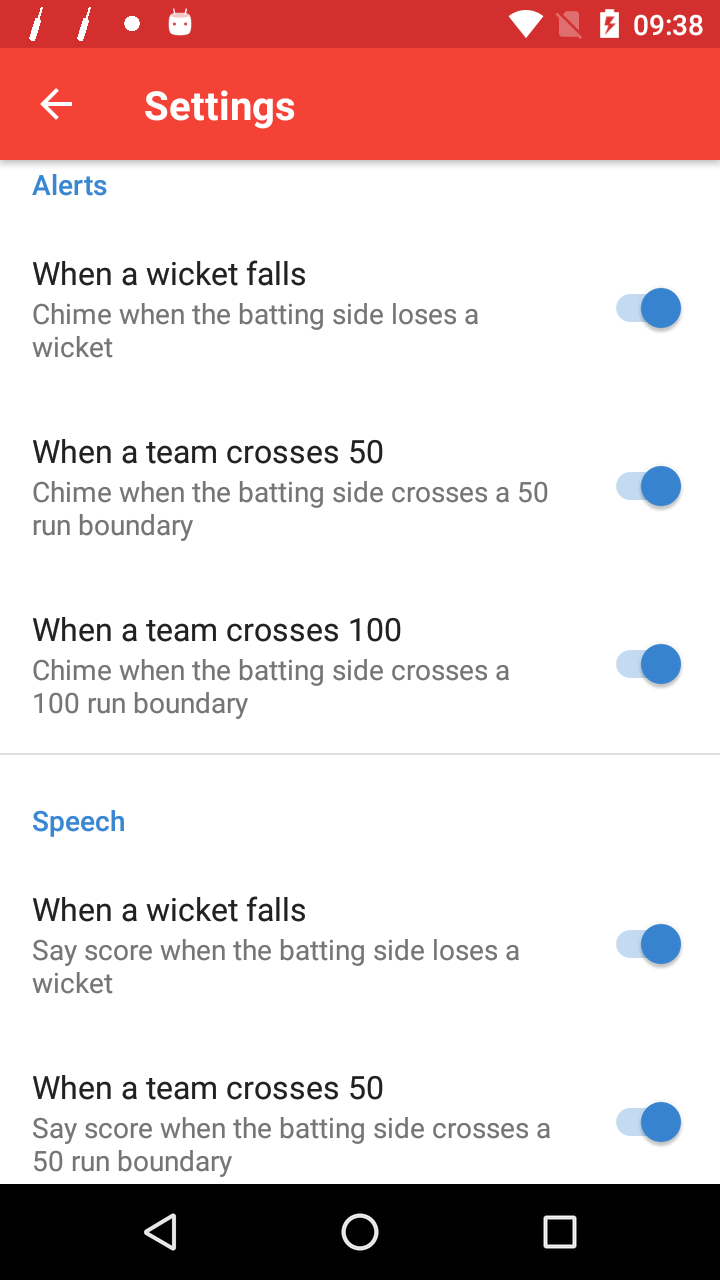 09:38
Settings
Alerts
When a wicket falls
Chime when the batting side loses a
wicket
When a team crosses 50
Chime when the batting side crosses a 50
run boundary
When a team crosses 100
Chime when the batting side crosses a
100 run boundary
Speech
When a wicket falls
Say score when the batting side loses a
wicket
When a team crosses 50
Say score when the batting side crosses a
50 run boundary